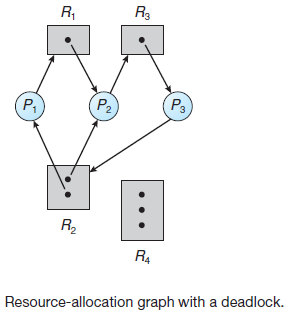 R1 R3
P1 P2 P3
R2
R4
Resource-allocation graph with a deadlock.